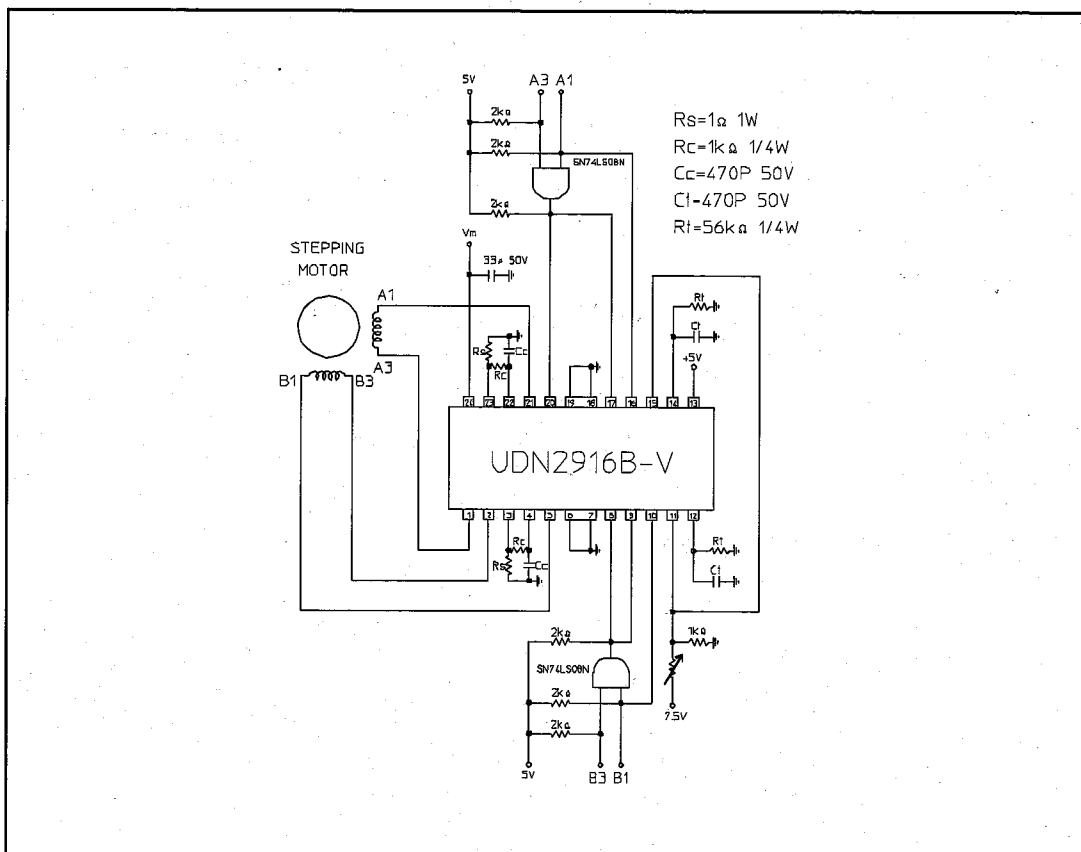 5V
A3 A1
2kΩ
2kΩ
SN74LS08N
2kΩ
Rs=1Ω 1W
Rc=1kΩ 1/4W
Cc=470P 50V
Ct=470P 50V
Rt=56kΩ 1/4W
Vm
33μ 50V
STEPPING
MOTOR
A1
A3
B1
B3
Rs
Cc
Rc
Rt
Ct
+5V
24 23 22 21 20 19 18 17 16 15 14 13
UDN2916B-V
1 2 3 4 5 6 7 8 9 10 11 12
Rc
Rs
Cc
Rt
Ct
2kΩ
1kΩ
SN74LS08N
2kΩ
7.5V
2kΩ
5V
B3 B1